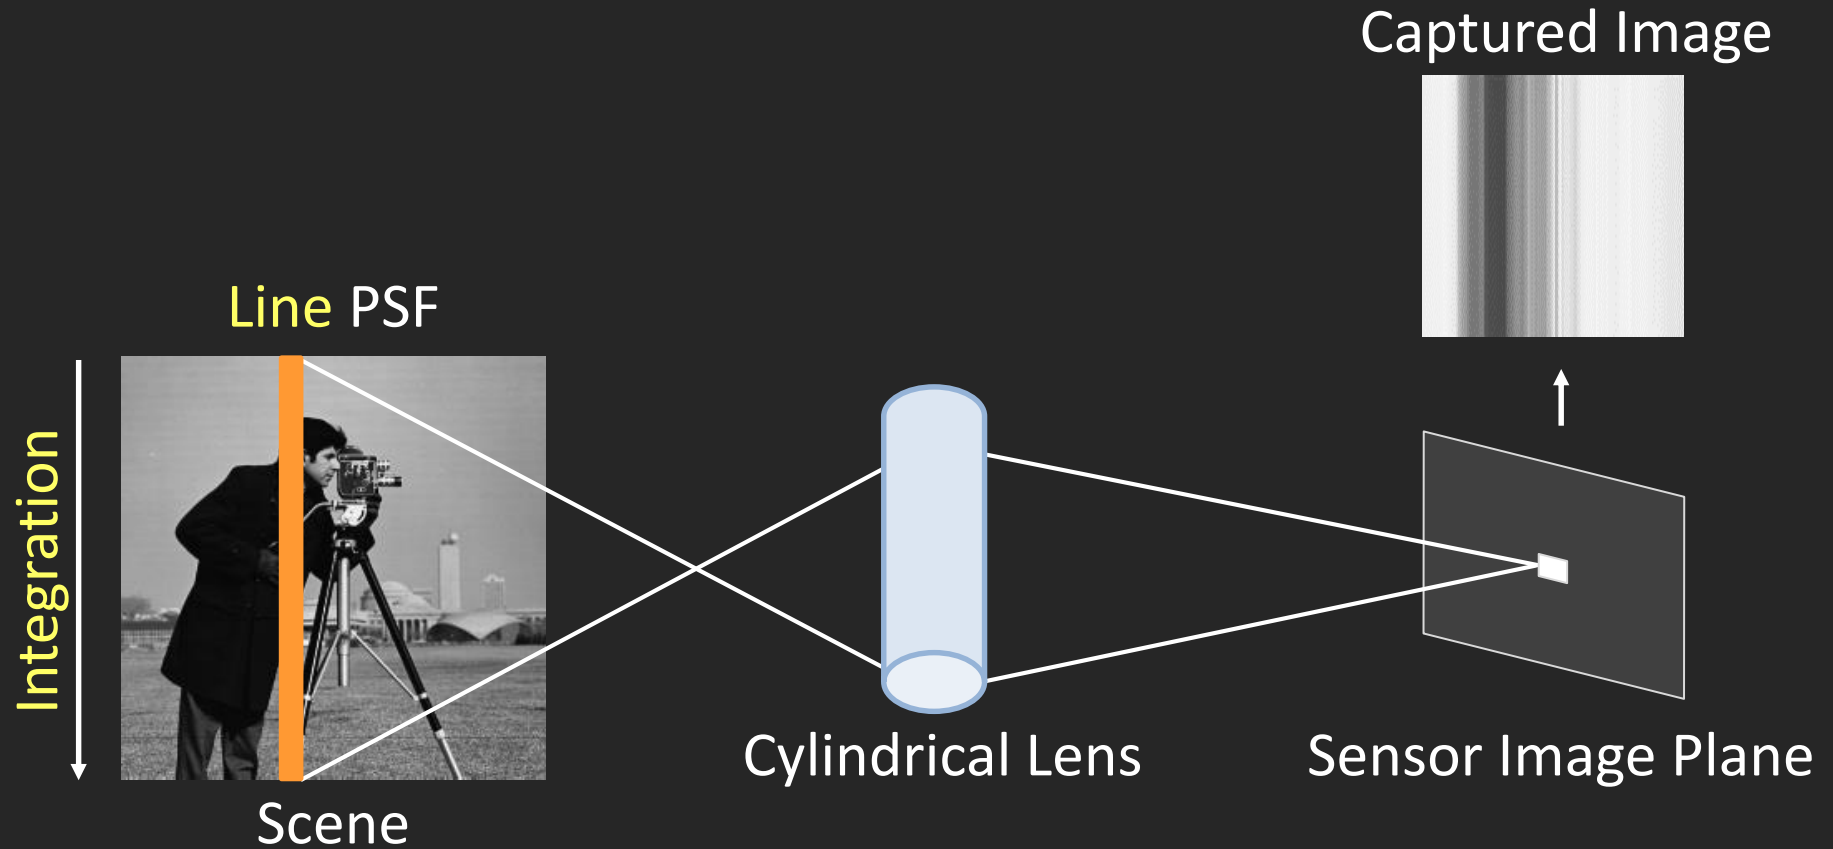 Captured Image
Line PSF
Integration
Cylindrical Lens
Sensor Image Plane
Scene